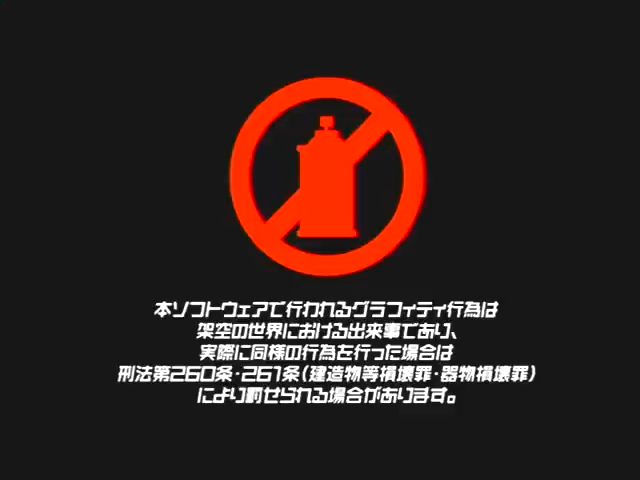 本ソフトウェアで行われるグラフィティ行為は
架空の世界における出来事であり、
実際に同様の行為を行った場合は
刑法第260条・261条（建造物等損壊罪・器物損壊罪）
により罰せられる場合があります。